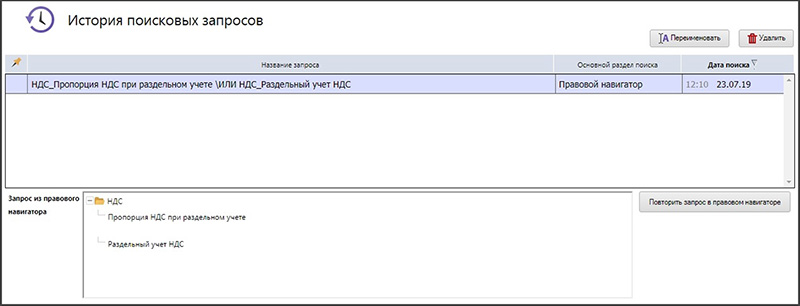 История поисковых запросов
Переименовать Удалить
Название запроса Основной раздел поиска Дата поиска
НДС_Пропорция НДС при раздельном учете \ИЛИ НДС_Раздельный учет НДС Правовой навигатор 12:10 23.07.19
Запрос из правового навигатора
НДС
Повторить запрос в правовом навигаторе
Пропорция НДС при раздельном учете
Раздельный учет НДС